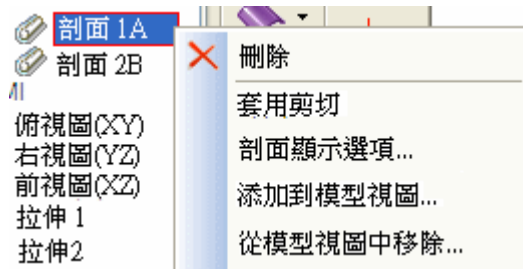 剖面 1A
剖面 2B
MI
俯視圖(XY)
右視圖(YZ)
前視圖(XZ)
拉伸 1
拉伸2
刪除
套用剪切
剖面顯示選項...
添加到模型視圖...
從模型視圖中移除...